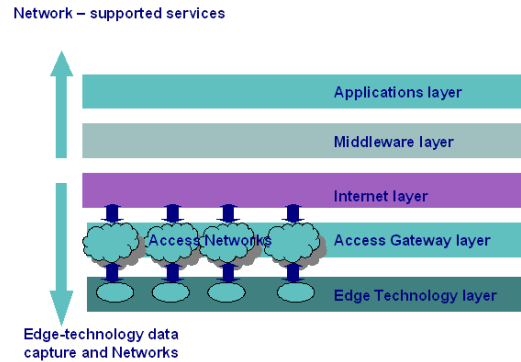 Network – supported services
Applications layer
Middleware layer
Internet layer
Access Networks
Access Gateway layer
Edge Technology layer
Edge-technology data
capture and Networks